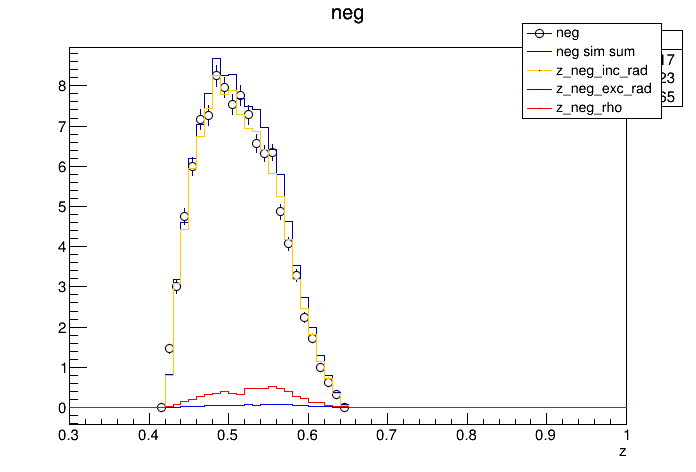 neg
neg
neg sim sum
z_neg_inc_rad
z_neg_exc_rad
z_neg_rho
17
23
65
8
7
6
5
4
3
2
1
0
0.3 0.4 0.5 0.6 0.7 0.8 0.9 1
z